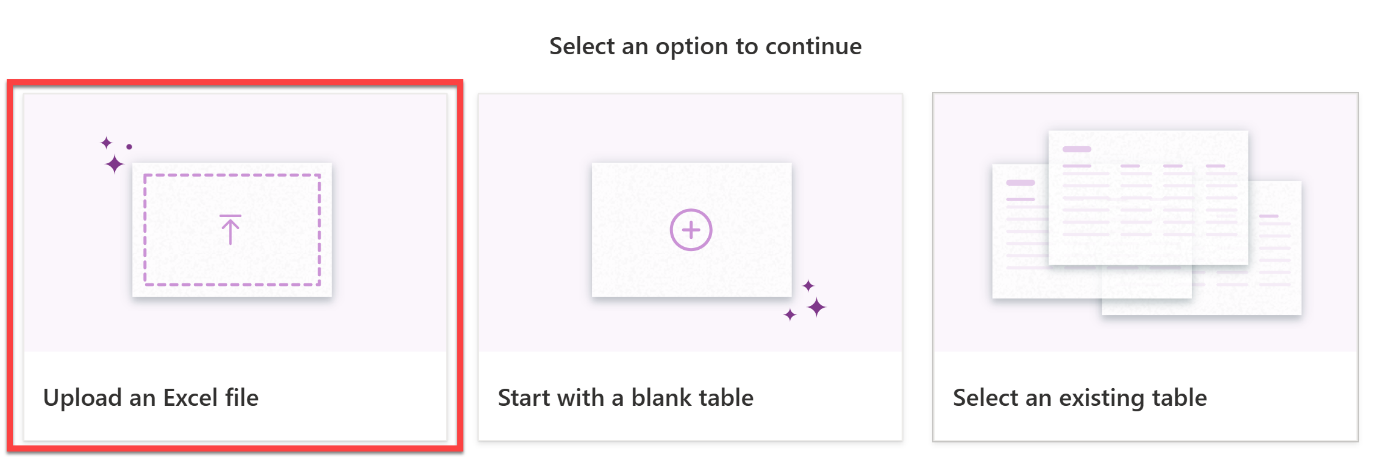 Select an option to continue
Upload an Excel file
Start with a blank table
Select an existing table